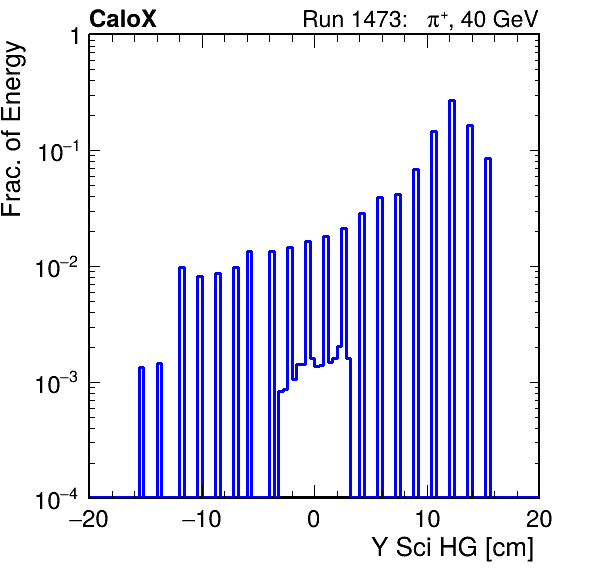 CaloX Run 1473: π⁺, 40 GeV
Frac. of Energy
1
10⁻¹
10⁻²
10⁻³
10⁻⁴
−20 −10 0 10 20
Y Sci HG [cm]